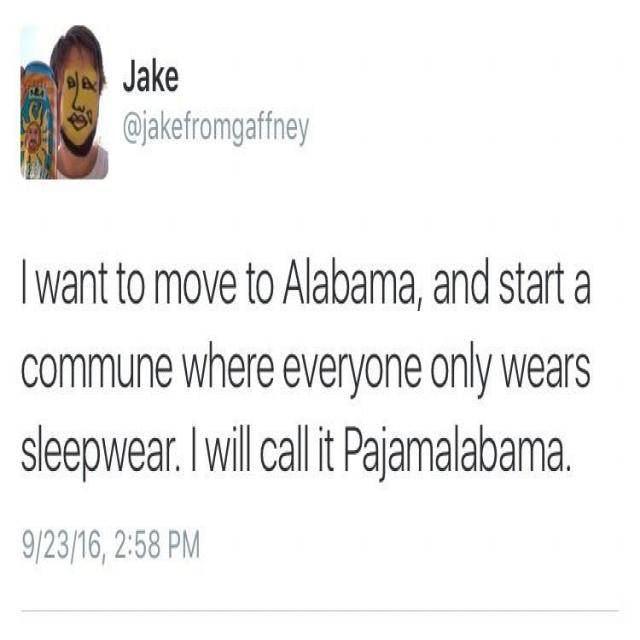 Jake
@jakefromgaffney
I want to move to Alabama, and start a
commune where everyone only wears
sleepwear. I will call it Pajamalabama.
9/23/16, 2:58 PM